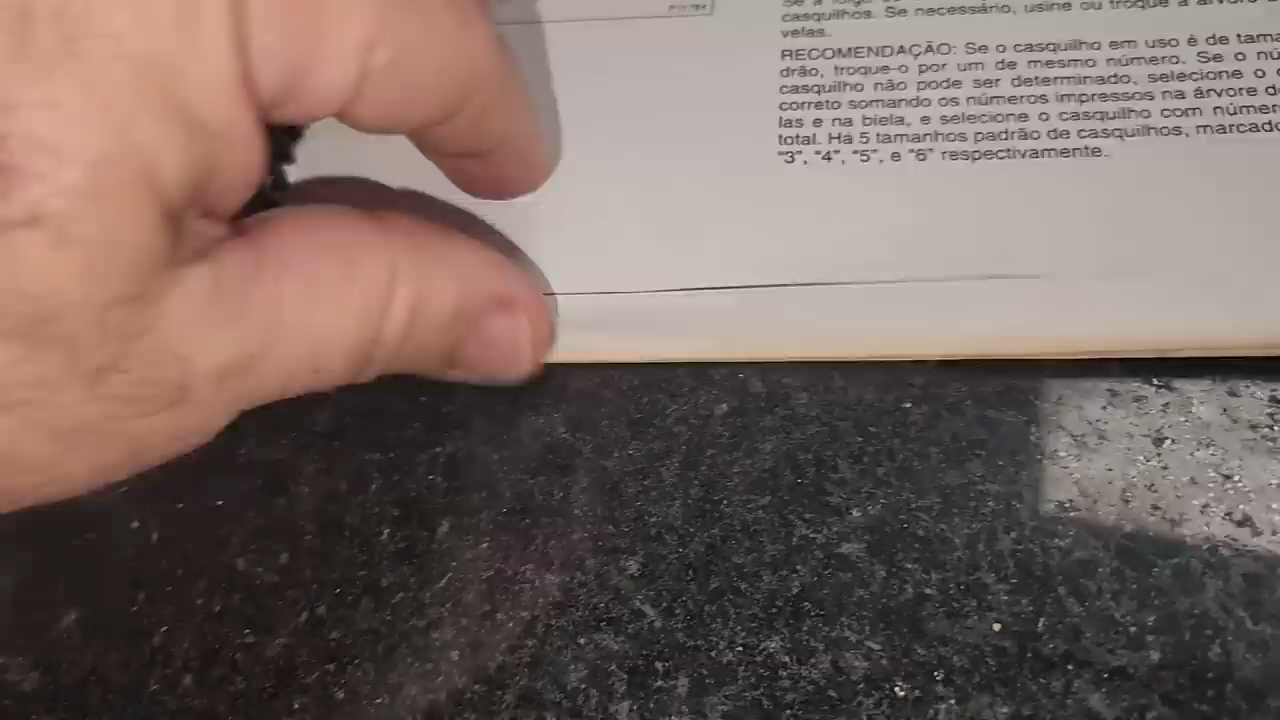 casquilhos. Se necessário, usine ou troque a árvore
velas.
RECOMENDAÇÃO: Se o casquilho em uso é de tama
drão, troque-o por um de mesmo número. Se o nú
casquilho não pode ser determinado, selecione o
correto somando os números impressos na árvore d
las e na biela, e selecione o casquilho com númer
total. Há 5 tamanhos padrão de casquilhos, marcado
"3", "4", "5", e "6" respectivamente.